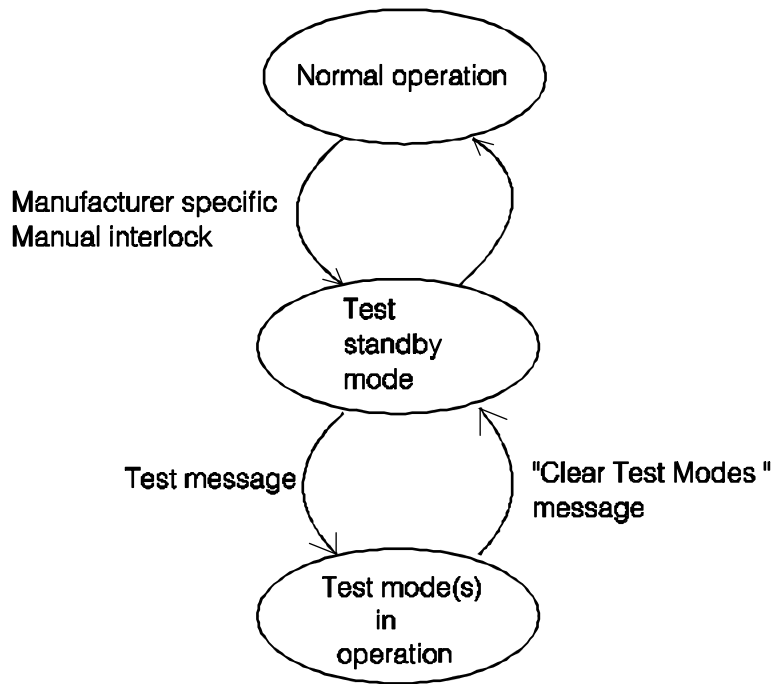 Normal operation
Manufacturer specific
Manual interlock
Test
standby
mode
Test message
"Clear Test Modes "
message
Test mode(s)
in
operation